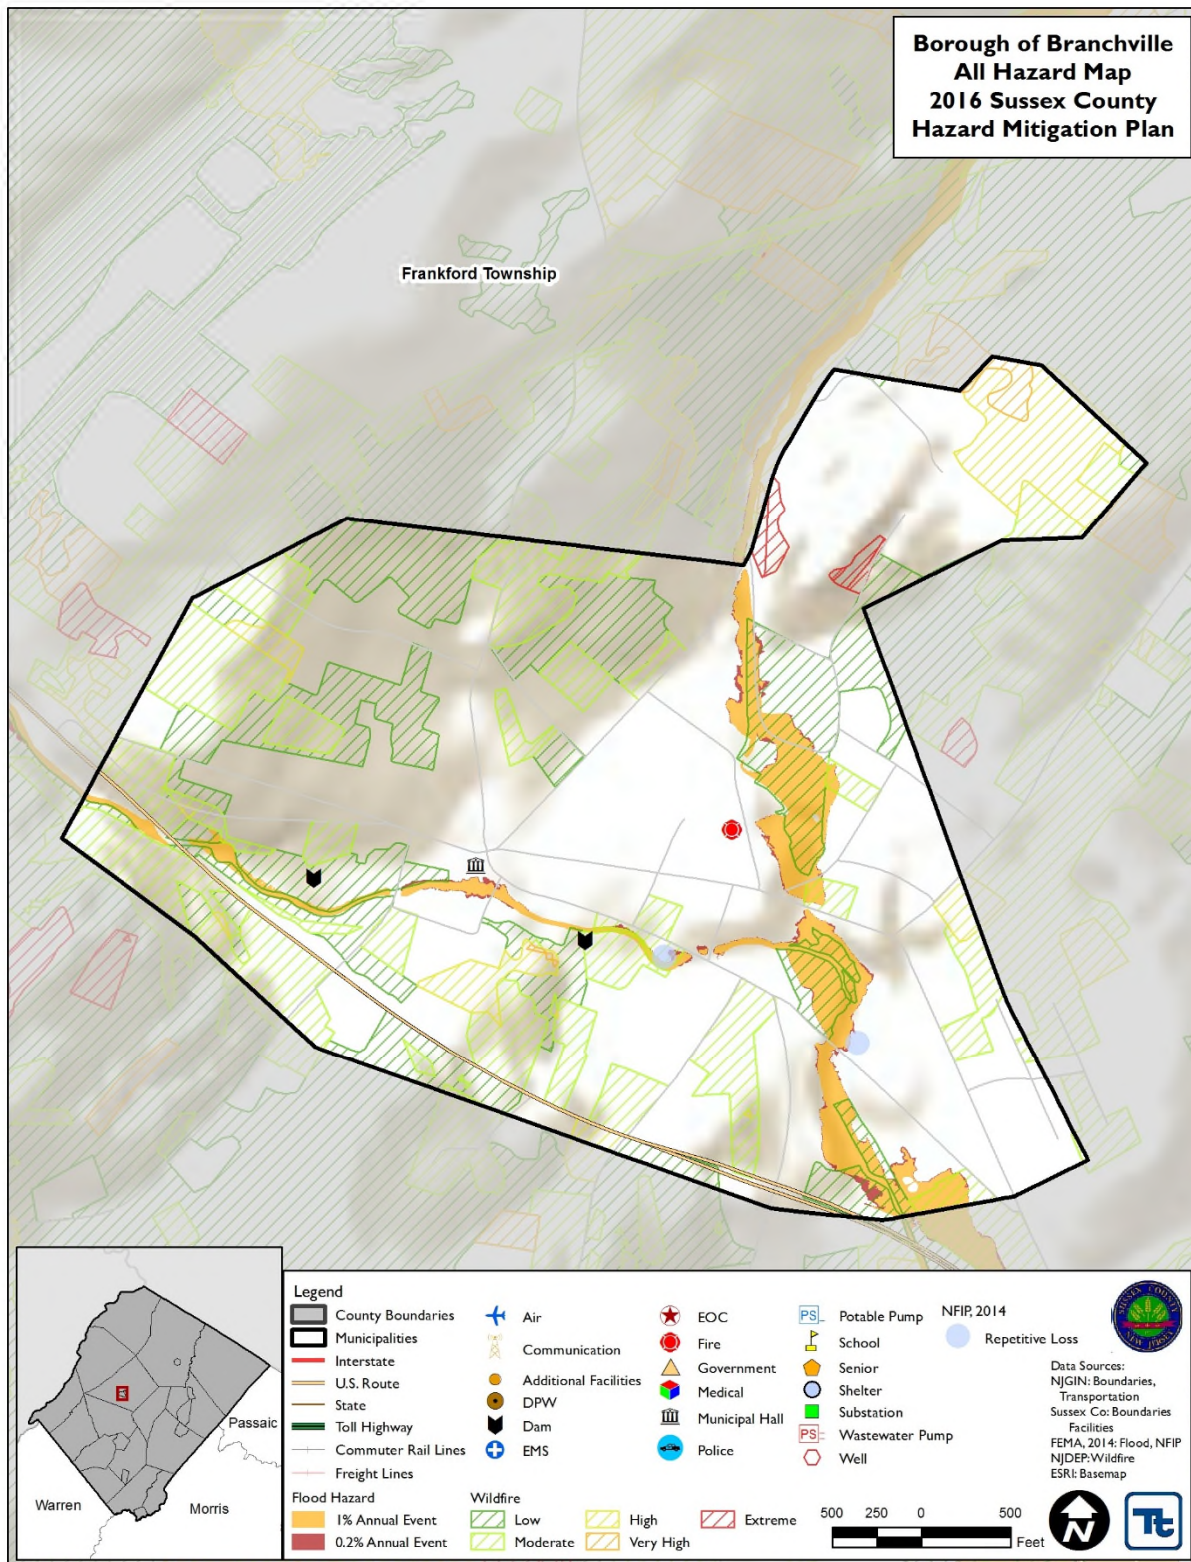 Borough of Branchville
All Hazard Map
2016 Sussex County
Hazard Mitigation Plan
Frankford Township
Passaic
Warren
Morris
Legend
County Boundaries
Municipalities
Interstate
U.S. Route
State
Toll Highway
Commuter Rail Lines
Freight Lines
Air
Communication
Additional Facilities
DPW
Dam
EMS
EOC
Fire
Government
Medical
Municipal Hall
Police
PS Potable Pump
School
Senior
Shelter
Substation
PS Wastewater Pump
Well
NFIP, 2014
Repetitive Loss
SUSSEX COUNTY
NEW JERSEY
Data Sources:
NJGIN: Boundaries,
Transportation
Sussex Co: Boundaries
Facilities
FEMA, 2014: Flood, NFIP
NJDEP: Wildfire
ESRI: Basemap
Flood Hazard
1% Annual Event
0.2% Annual Event
Wildfire
Low
Moderate
High
Very High
Extreme
500 250 0 500
Feet
N
Tt